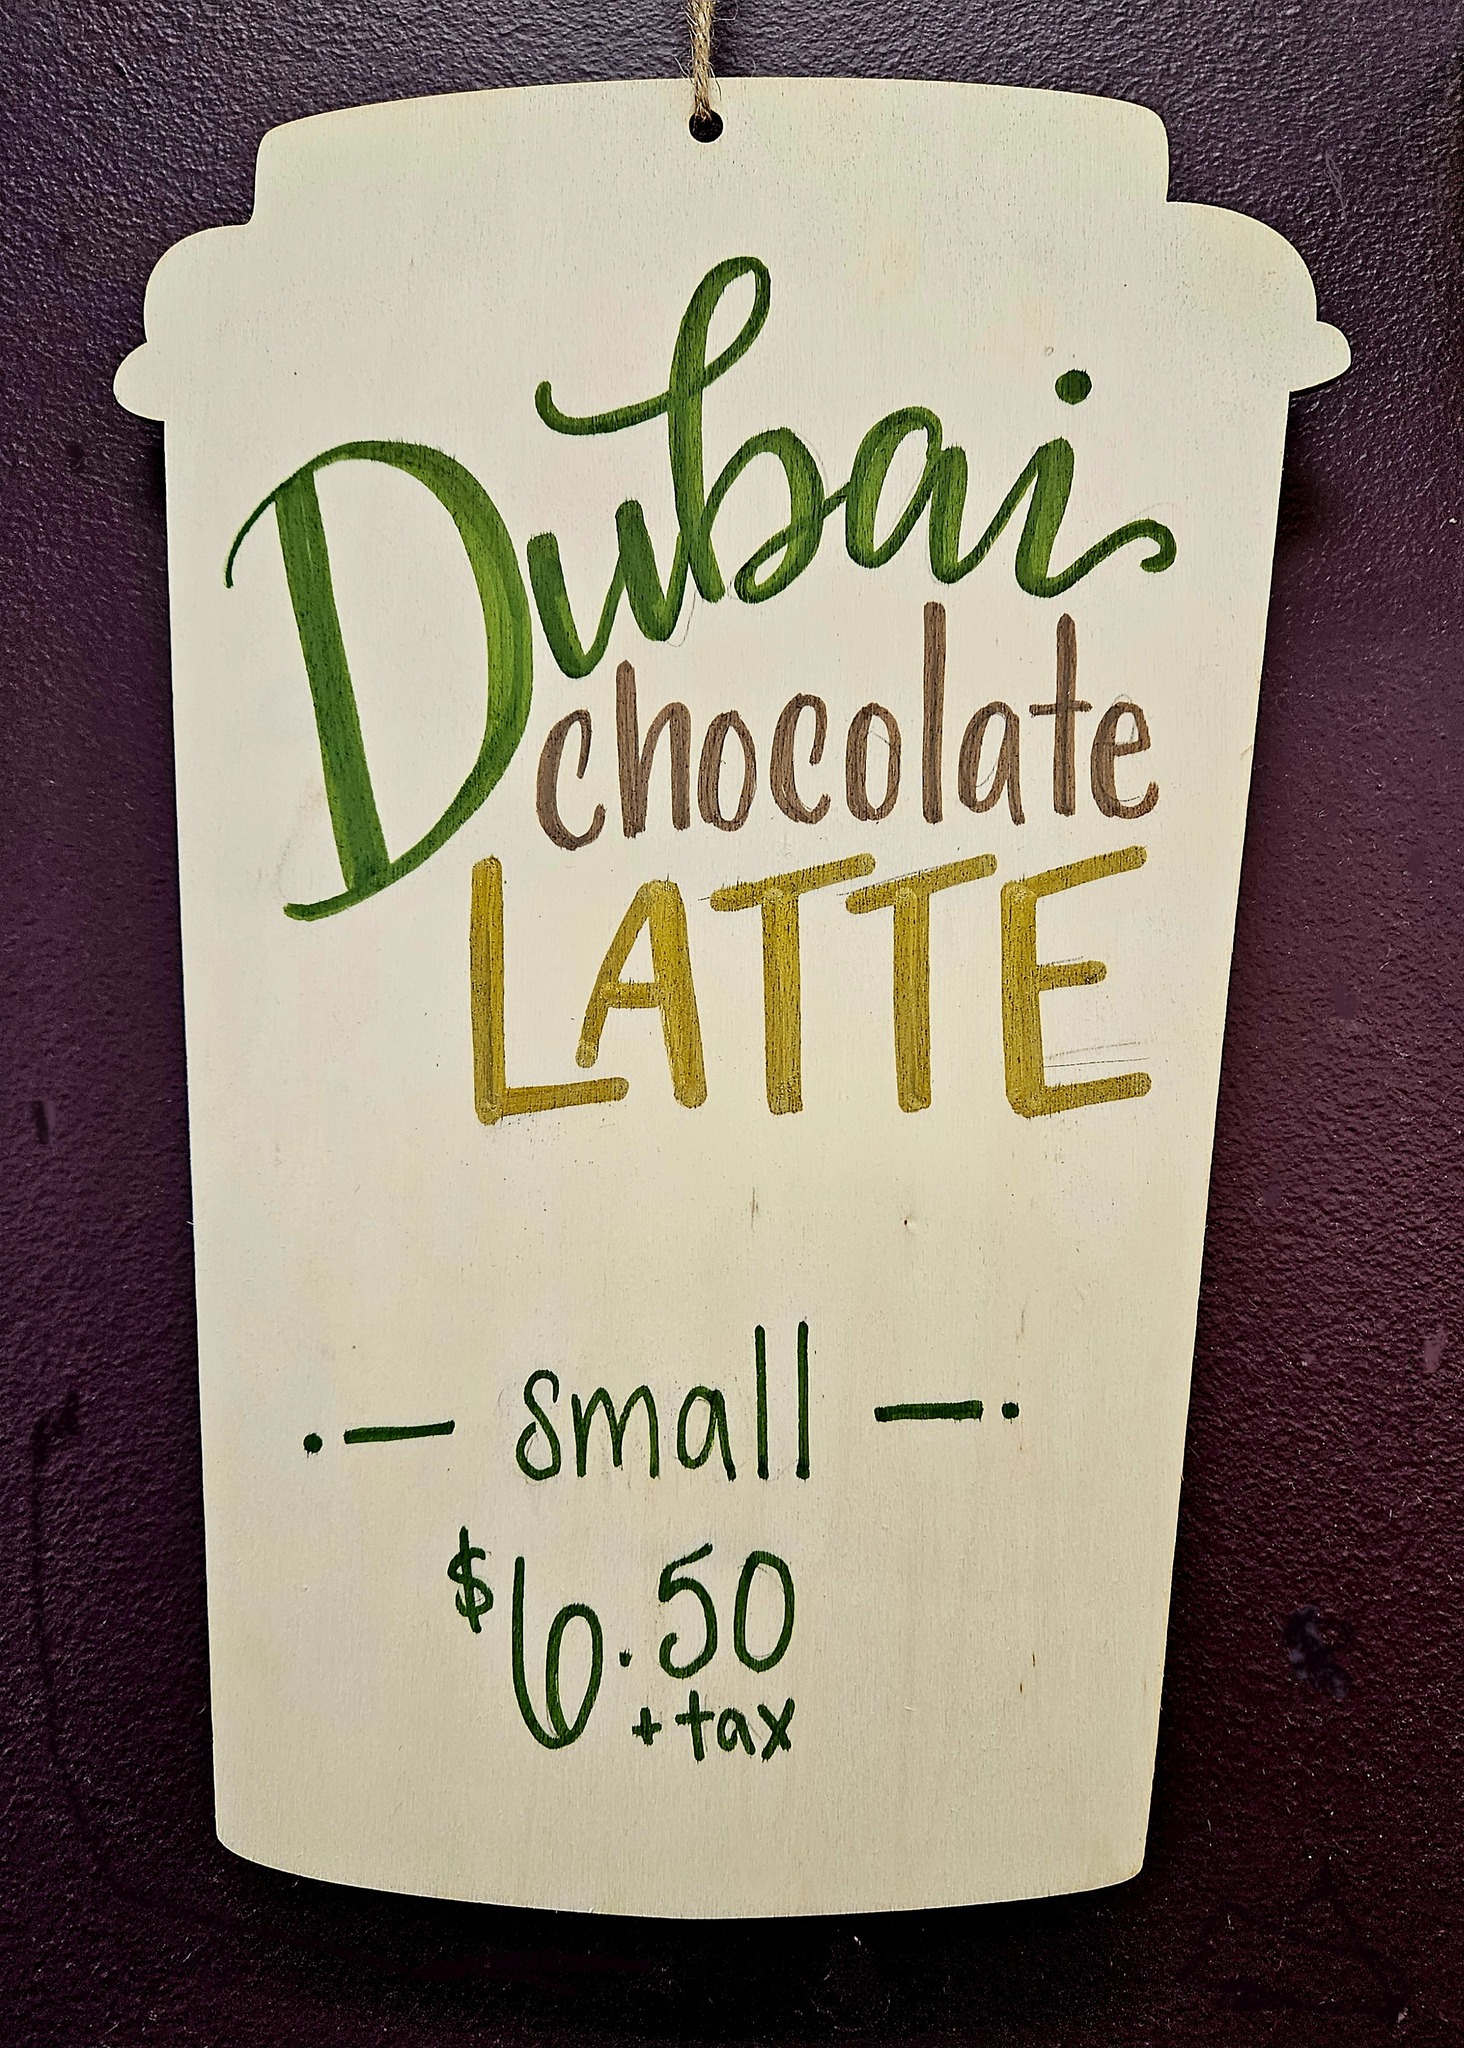 Dubai
chocolate
LATTE
·— small —·
$6.50
+tax